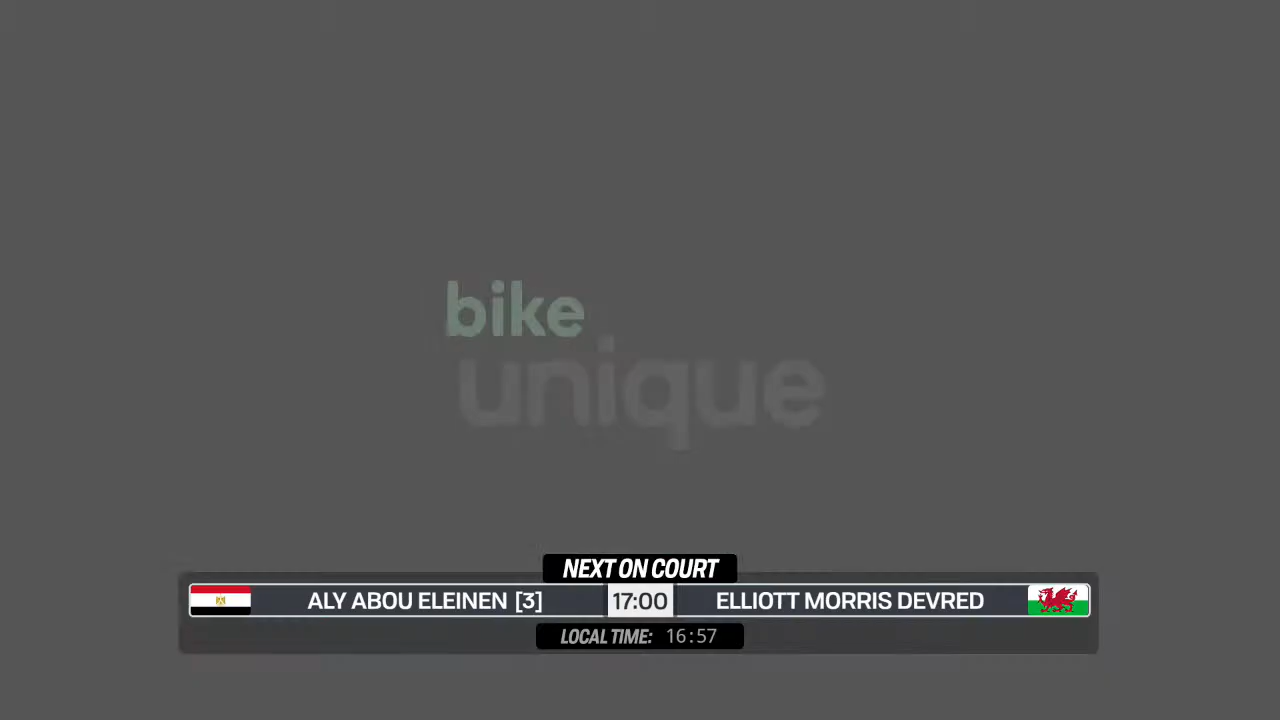 bike
unique
NEXT ON COURT
ALY ABOU ELEINEN [3] 17:00 ELLIOTT MORRIS DEVRED
LOCAL TIME: 16:57